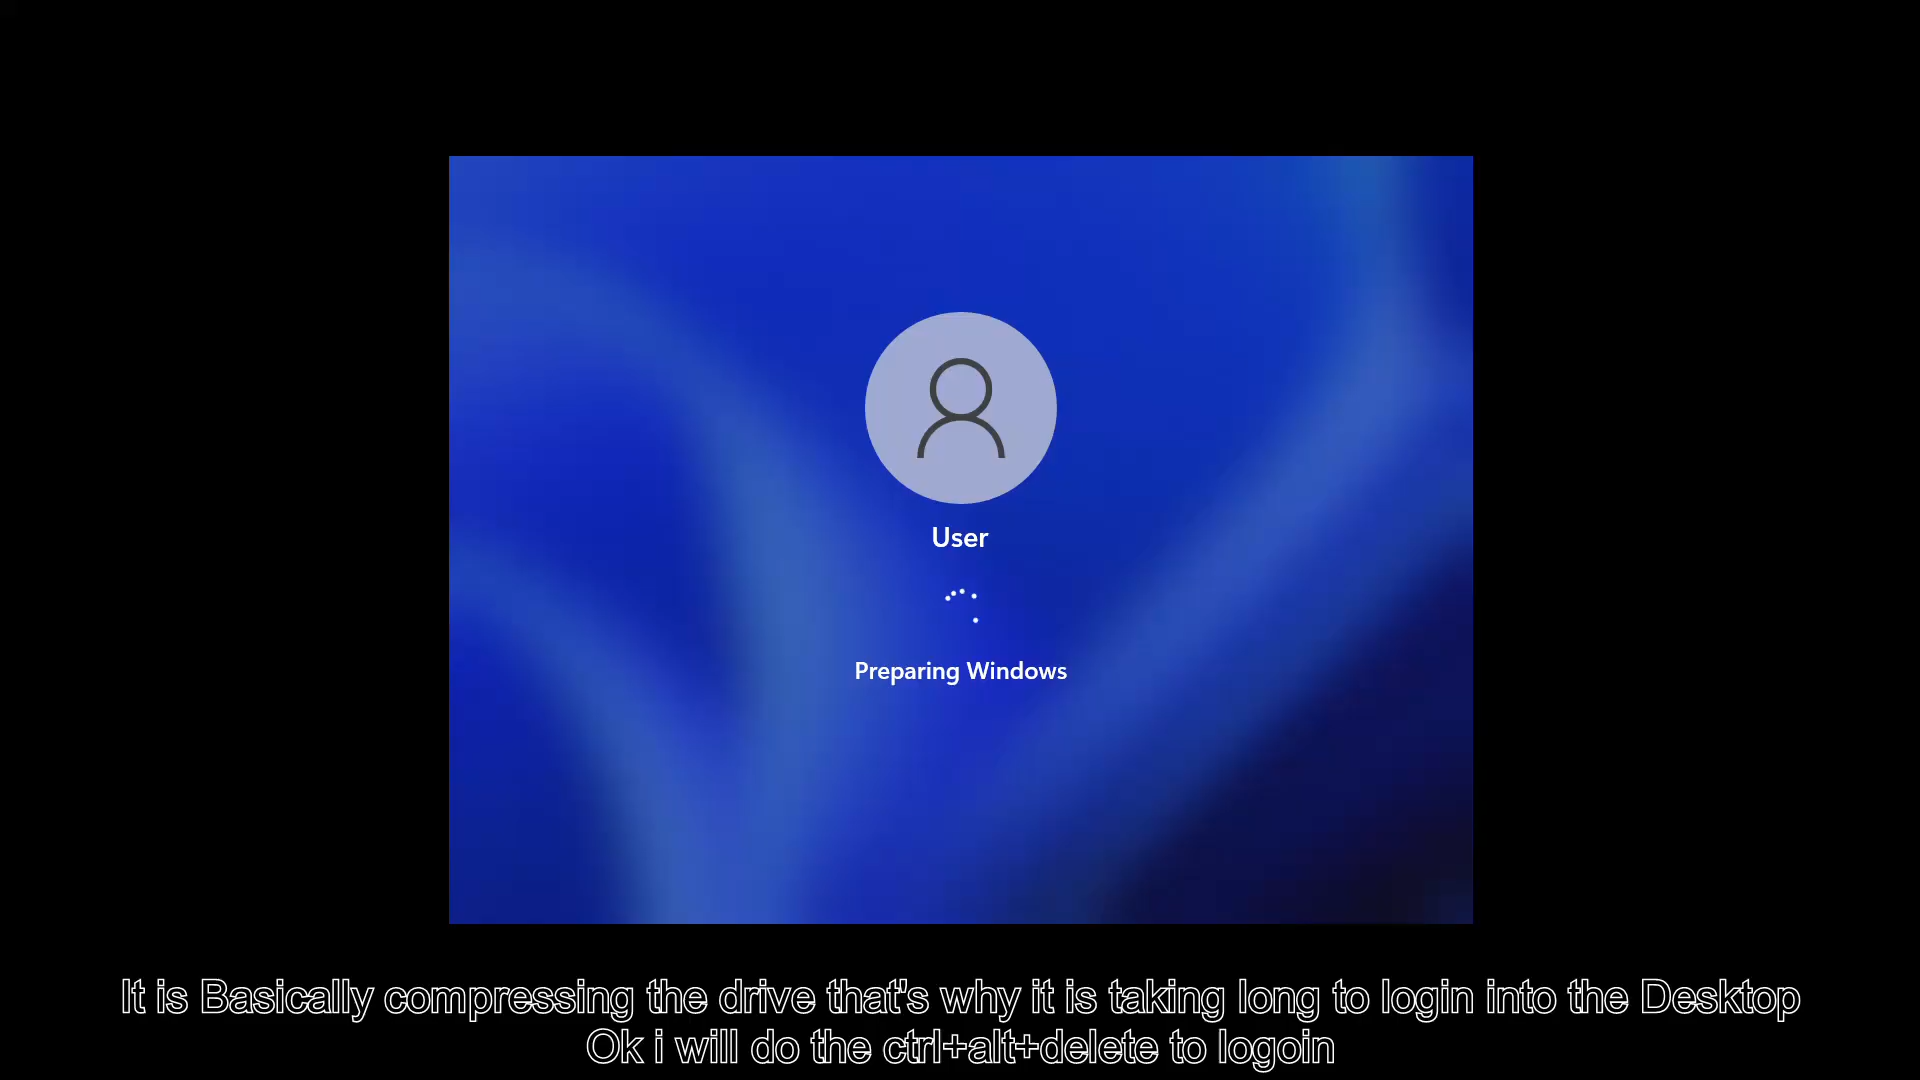 User
Preparing Windows
It is Basically compressing the drive that's why it is taking long to login into the Desktop
Ok i will do the ctrl+alt+delete to logoin